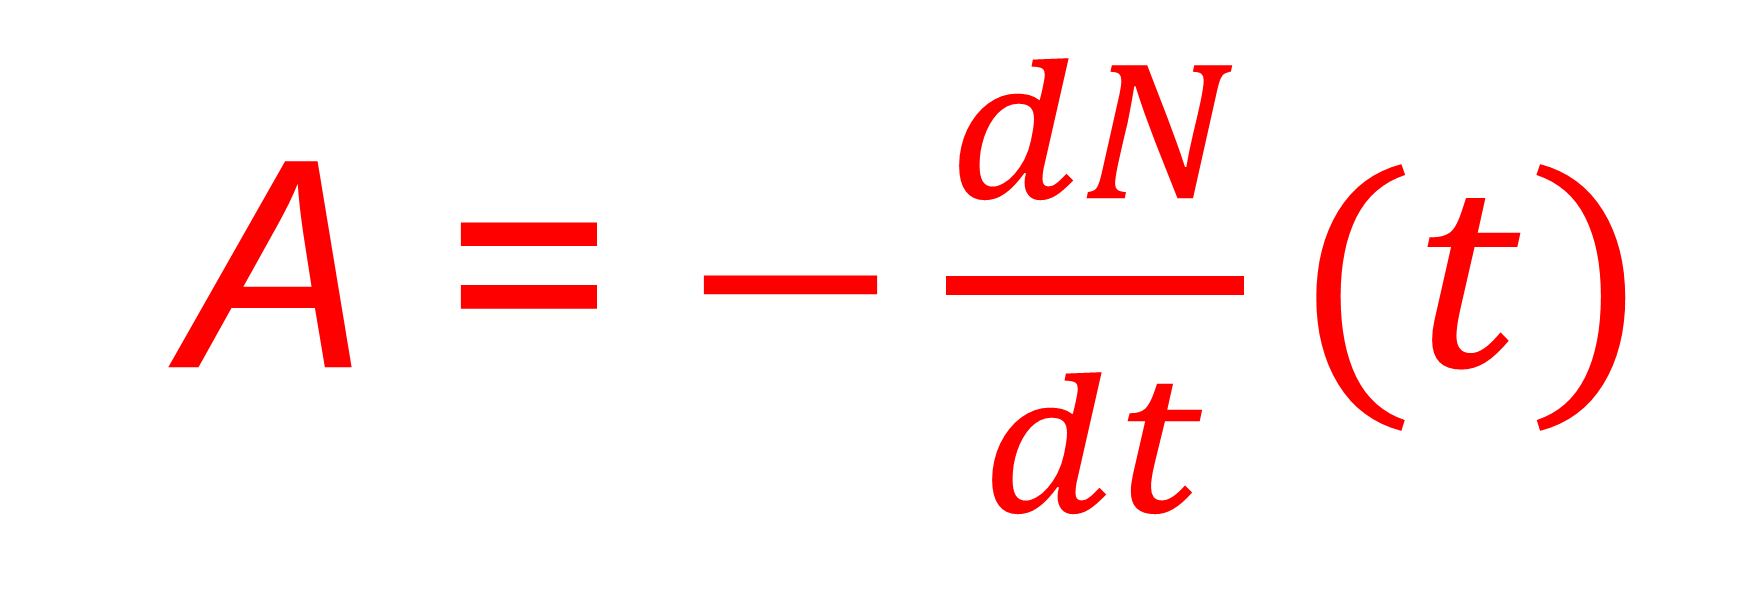 A = − dN/dt (t)